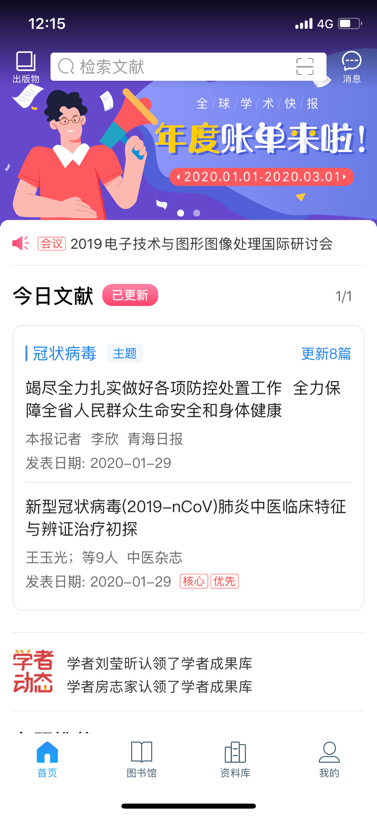 12:15
4G
出版物
检索文献
消息
全球学术快报
年度账单来啦!
2020.01.01-2020.03.01
会议 2019电子技术与图形图像处理国际研讨会
今日文献 已更新 1/1
冠状病毒 主题 更新8篇
竭尽全力扎实做好各项防控处置工作 全力保
障全省人民群众生命安全和身体健康
本报记者 李欣 青海日报
发表日期: 2020-01-29
新型冠状病毒(2019-nCoV)肺炎中医临床特征
与辨证治疗初探
王玉光；等9人 中医杂志
发表日期: 2020-01-29 核心 优先
学者
动态
学者刘莹昕认领了学者成果库
学者房志家认领了学者成果库
首页
图书馆
资料库
我的